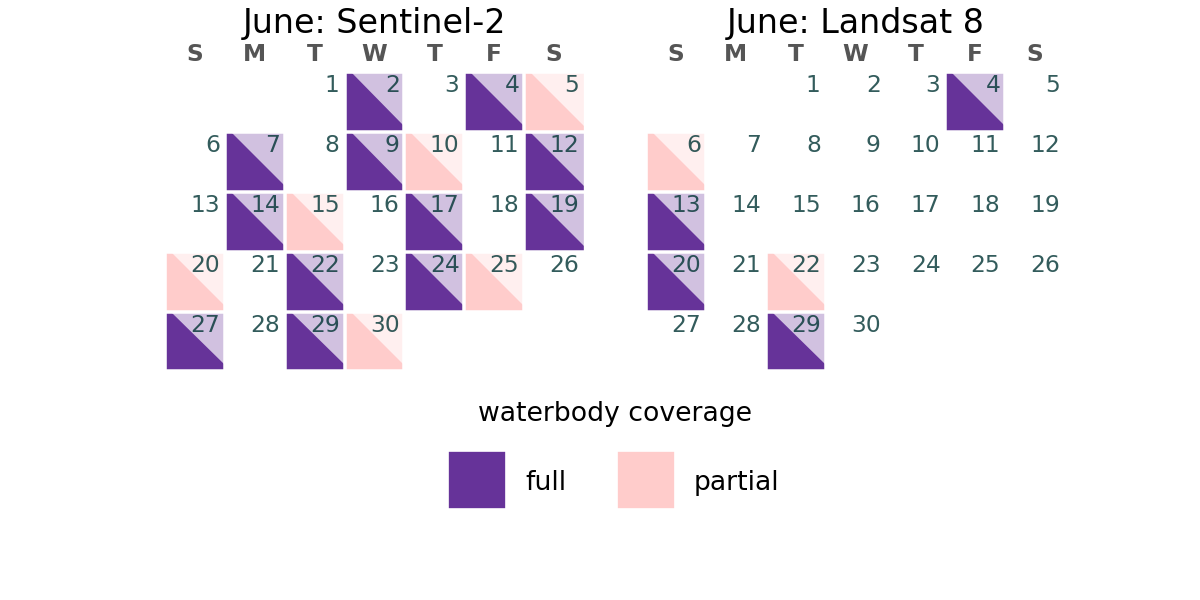 June: Sentinel-2
S M T W T F S
1 2 3 4 5
6 7 8 9 10 11 12
13 14 15 16 17 18 19
20 21 22 23 24 25 26
27 28 29 30
June: Landsat 8
S M T W T F S
1 2 3 4 5
6 7 8 9 10 11 12
13 14 15 16 17 18 19
20 21 22 23 24 25 26
27 28 29 30
waterbody coverage
full partial